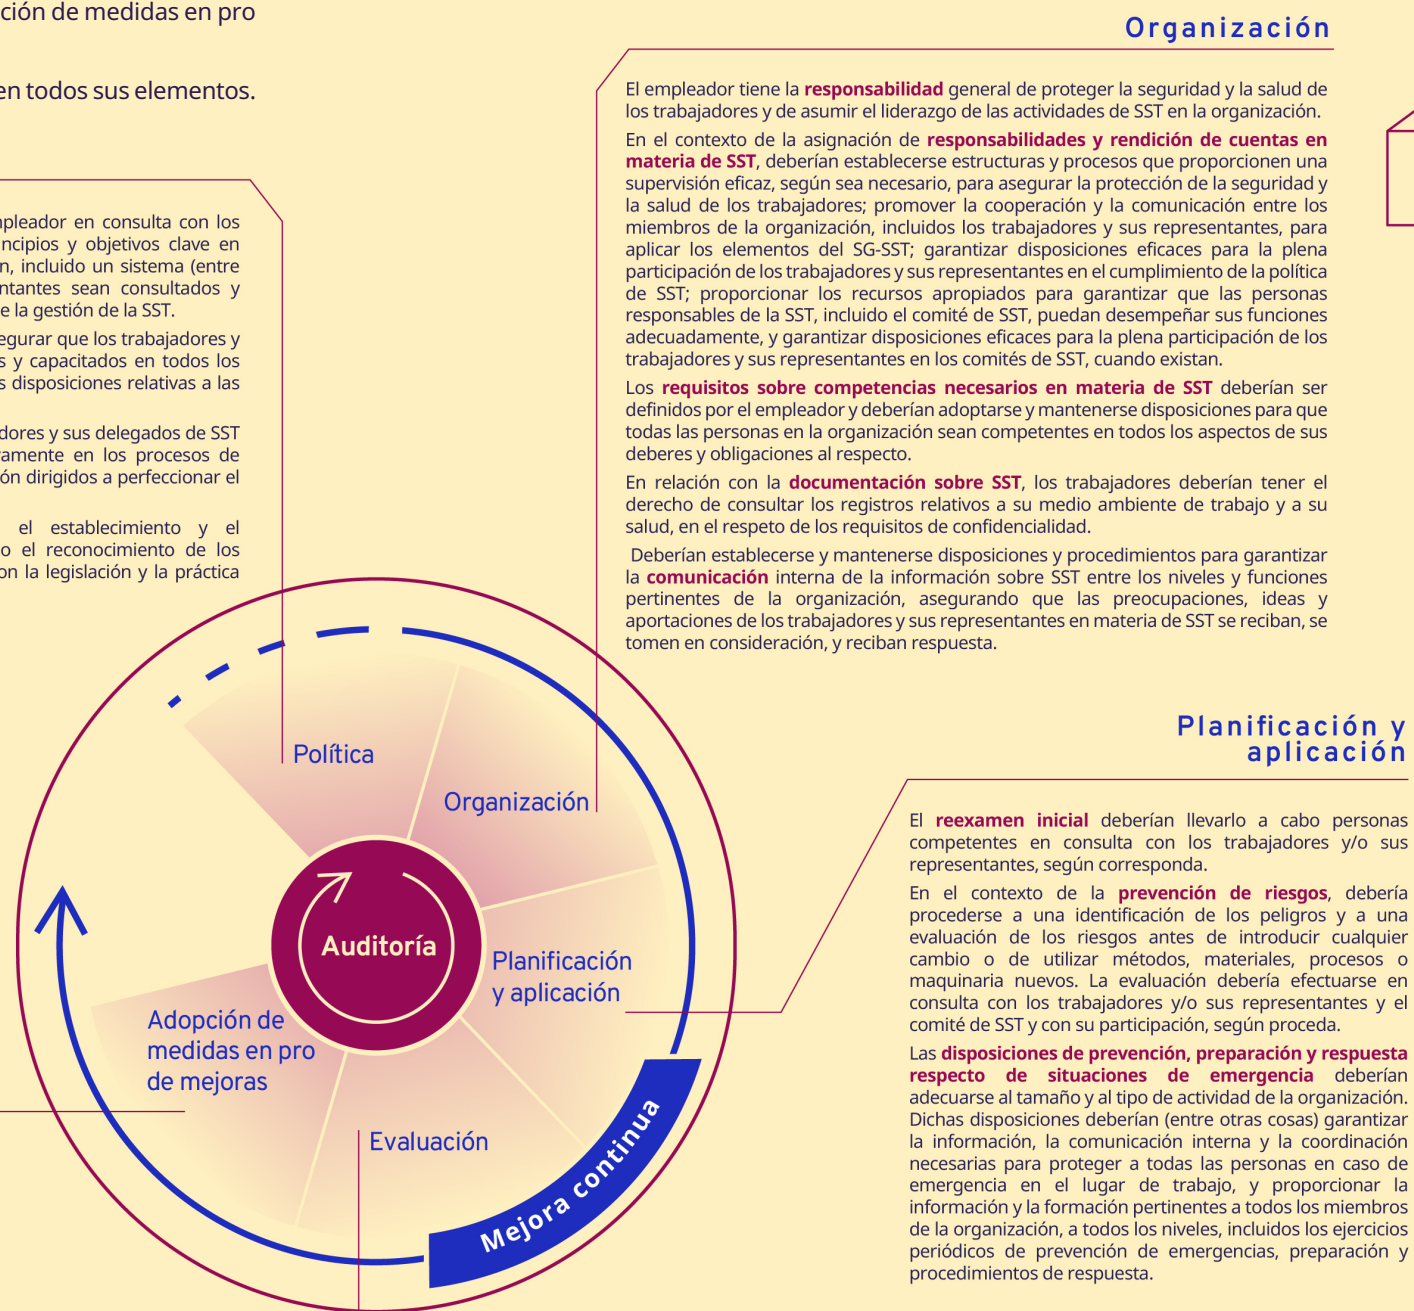 ción de medidas en pro
en todos sus elementos.
mpleador en consulta con los
ncipios y objetivos clave en
n, incluido un sistema (entre
ntantes sean consultados y
e la gestión de la SST.
egurar que los trabajadores y
s y capacitados en todos los
s disposiciones relativas a las
dores y sus delegados de SST
amente en los procesos de
ón dirigidos a perfeccionar el
el establecimiento y el
o el reconocimiento de los
on la legislación y la práctica
Organización
El empleador tiene la responsabilidad general de proteger la seguridad y la salud de
los trabajadores y de asumir el liderazgo de las actividades de SST en la organización.
En el contexto de la asignación de responsabilidades y rendición de cuentas en
materia de SST, deberían establecerse estructuras y procesos que proporcionen una
supervisión eficaz, según sea necesario, para asegurar la protección de la seguridad y
la salud de los trabajadores; promover la cooperación y la comunicación entre los
miembros de la organización, incluidos los trabajadores y sus representantes, para
aplicar los elementos del SG-SST; garantizar disposiciones eficaces para la plena
participación de los trabajadores y sus representantes en el cumplimiento de la política
de SST; proporcionar los recursos apropiados para garantizar que las personas
responsables de la SST, incluido el comité de SST, puedan desempeñar sus funciones
adecuadamente, y garantizar disposiciones eficaces para la plena participación de los
trabajadores y sus representantes en los comités de SST, cuando existan.
Los requisitos sobre competencias necesarios en materia de SST deberían ser
definidos por el empleador y deberían adoptarse y mantenerse disposiciones para que
todas las personas en la organización sean competentes en todos los aspectos de sus
deberes y obligaciones al respecto.
En relación con la documentación sobre SST, los trabajadores deberían tener el
derecho de consultar los registros relativos a su medio ambiente de trabajo y a su
salud, en el respeto de los requisitos de confidencialidad.
Deberían establecerse y mantenerse disposiciones y procedimientos para garantizar
la comunicación interna de la información sobre SST entre los niveles y funciones
pertinentes de la organización, asegurando que las preocupaciones, ideas y
aportaciones de los trabajadores y sus representantes en materia de SST se reciban, se
tomen en consideración, y reciban respuesta.
Política
Organización
Auditoría
Planificación
y aplicación
Adopción de
medidas en pro
de mejoras
Evaluación
Mejora continua
Planificación y
aplicación
El reexamen inicial deberían llevarlo a cabo personas
competentes en consulta con los trabajadores y/o sus
representantes, según corresponda.
En el contexto de la prevención de riesgos, debería
procederse a una identificación de los peligros y a una
evaluación de los riesgos antes de introducir cualquier
cambio o de utilizar métodos, materiales, procesos o
maquinaria nuevos. La evaluación debería efectuarse en
consulta con los trabajadores y/o sus representantes y el
comité de SST y con su participación, según proceda.
Las disposiciones de prevención, preparación y respuesta
respecto de situaciones de emergencia deberían
adecuarse al tamaño y al tipo de actividad de la organización.
Dichas disposiciones deberían (entre otras cosas) garantizar
la información, la comunicación interna y la coordinación
necesarias para proteger a todas las personas en caso de
emergencia en el lugar de trabajo, y proporcionar la
información y la formación pertinentes a todos los miembros
de la organización, a todos los niveles, incluidos los ejercicios
periódicos de prevención de emergencias, preparación y
procedimientos de respuesta.